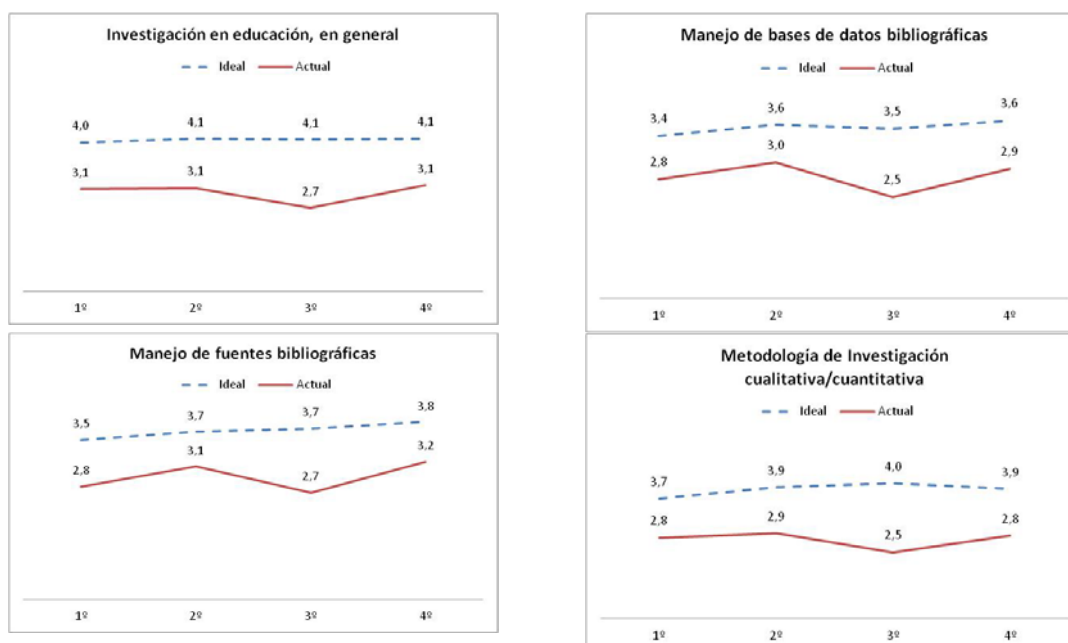 Investigación en educación, en general
Ideal Actual
4,0 4,1 4,1 4,1
3,1 3,1 2,7 3,1
1º 2º 3º 4º
Manejo de bases de datos bibliográficas
Ideal Actual
3,4 3,6 3,5 3,6
2,8 3,0 2,5 2,9
1º 2º 3º 4º
Manejo de fuentes bibliográficas
Ideal Actual
3,5 3,7 3,7 3,8
2,8 3,1 2,7 3,2
1º 2º 3º 4º
Metodología de Investigación
cualitativa/cuantitativa
Ideal Actual
3,7 3,9 4,0 3,9
2,8 2,9 2,5 2,8
1º 2º 3º 4º